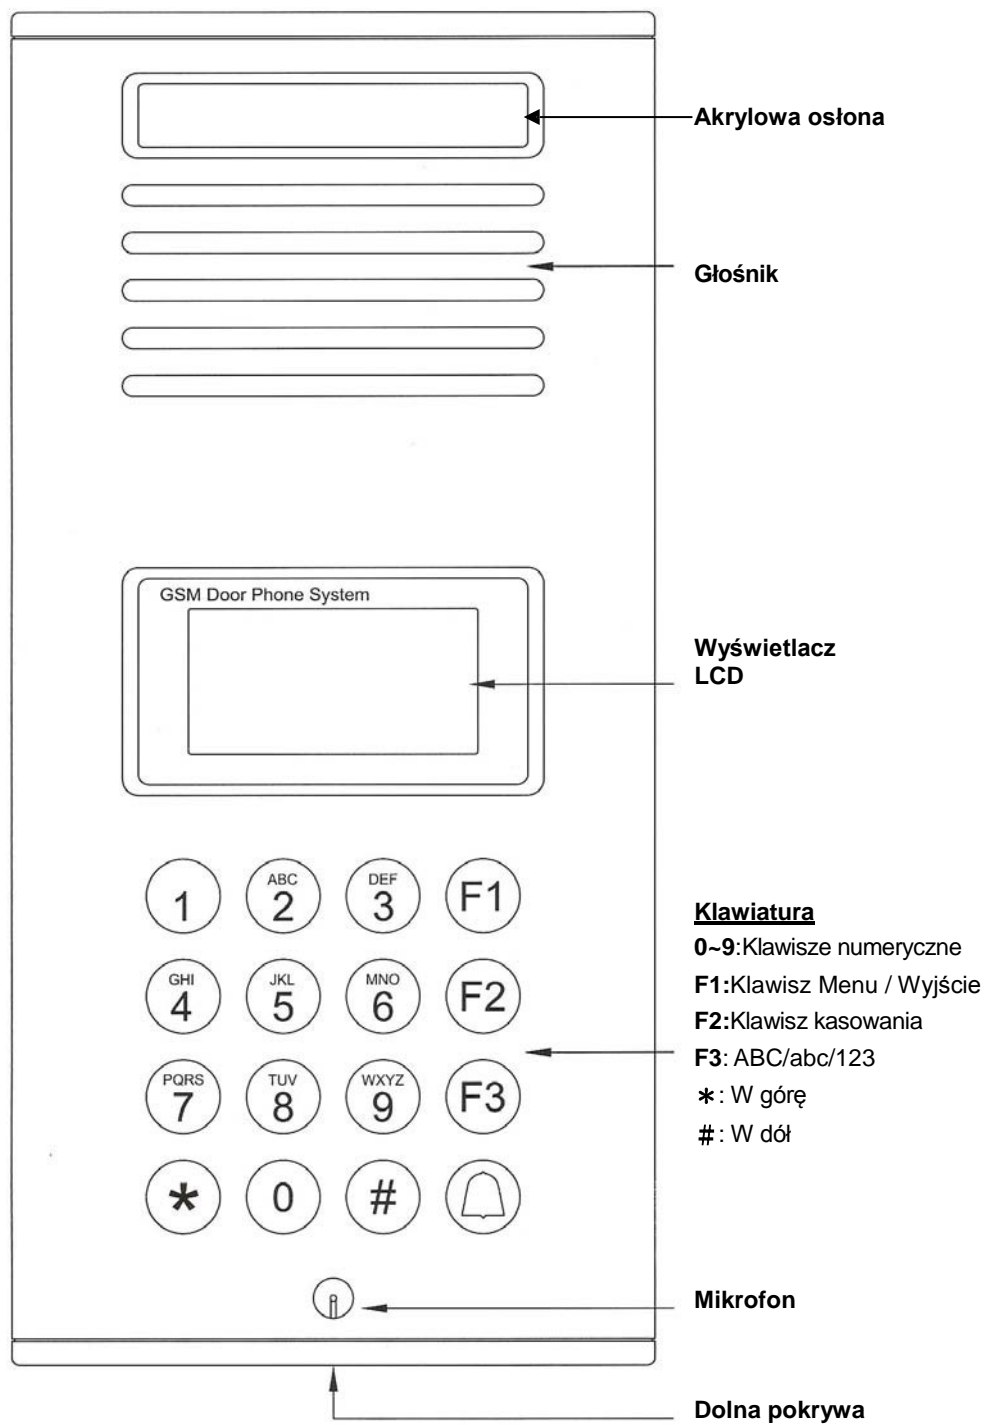 Akrylowa osłona
Głośnik
GSM Door Phone System
Wyświetlacz
LCD
1 ABC 2 DEF 3 F1
GHI 4 JKL 5 MNO 6 F2
PQRS 7 TUV 8 WXYZ 9 F3
* 0 #
Klawiatura
0~9:Klawisze numeryczne
F1:Klawisz Menu / Wyjście
F2:Klawisz kasowania
F3: ABC/abc/123
*: W górę
#: W dół
Mikrofon
Dolna pokrywa